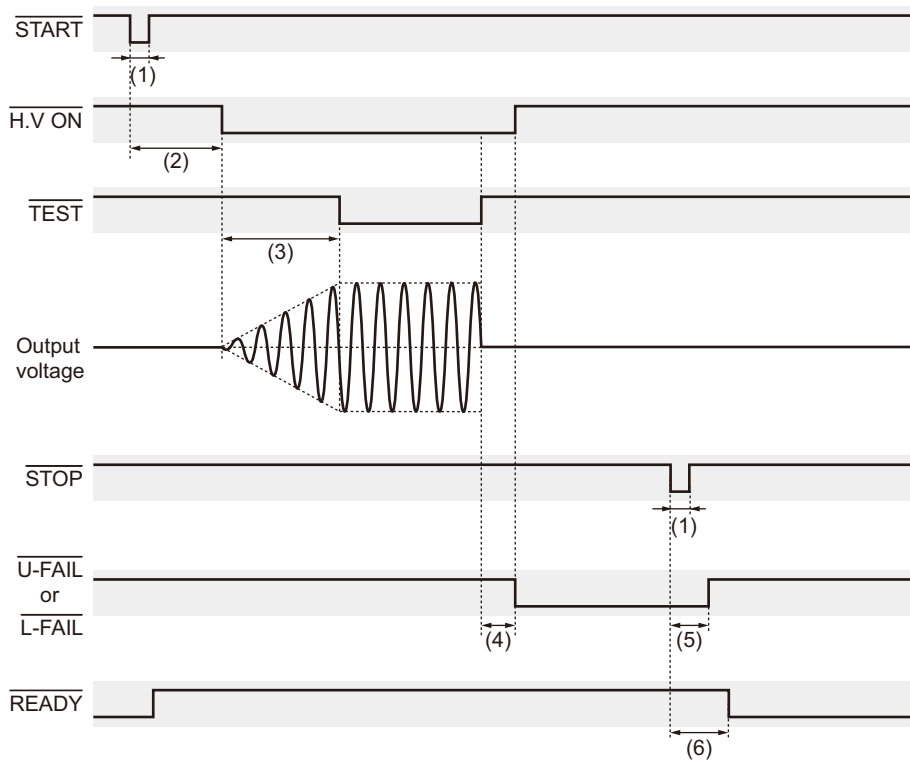 START
(1)
H.V ON
(2)
TEST
(3)
Output
voltage
STOP
(1)
U-FAIL
or
L-FAIL
(4)
(5)
READY
(6)